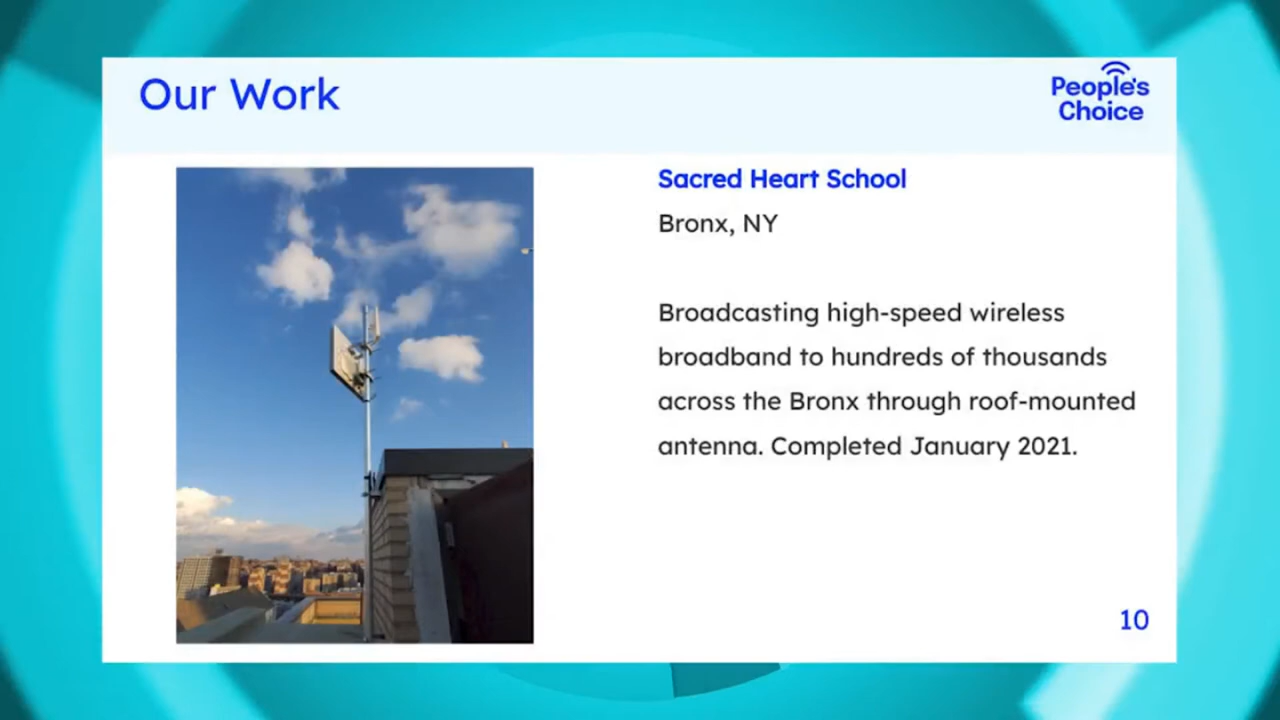 Our Work
People's
Choice
Sacred Heart School
Bronx, NY
Broadcasting high-speed wireless
broadband to hundreds of thousands
across the Bronx through roof-mounted
antenna. Completed January 2021.
10